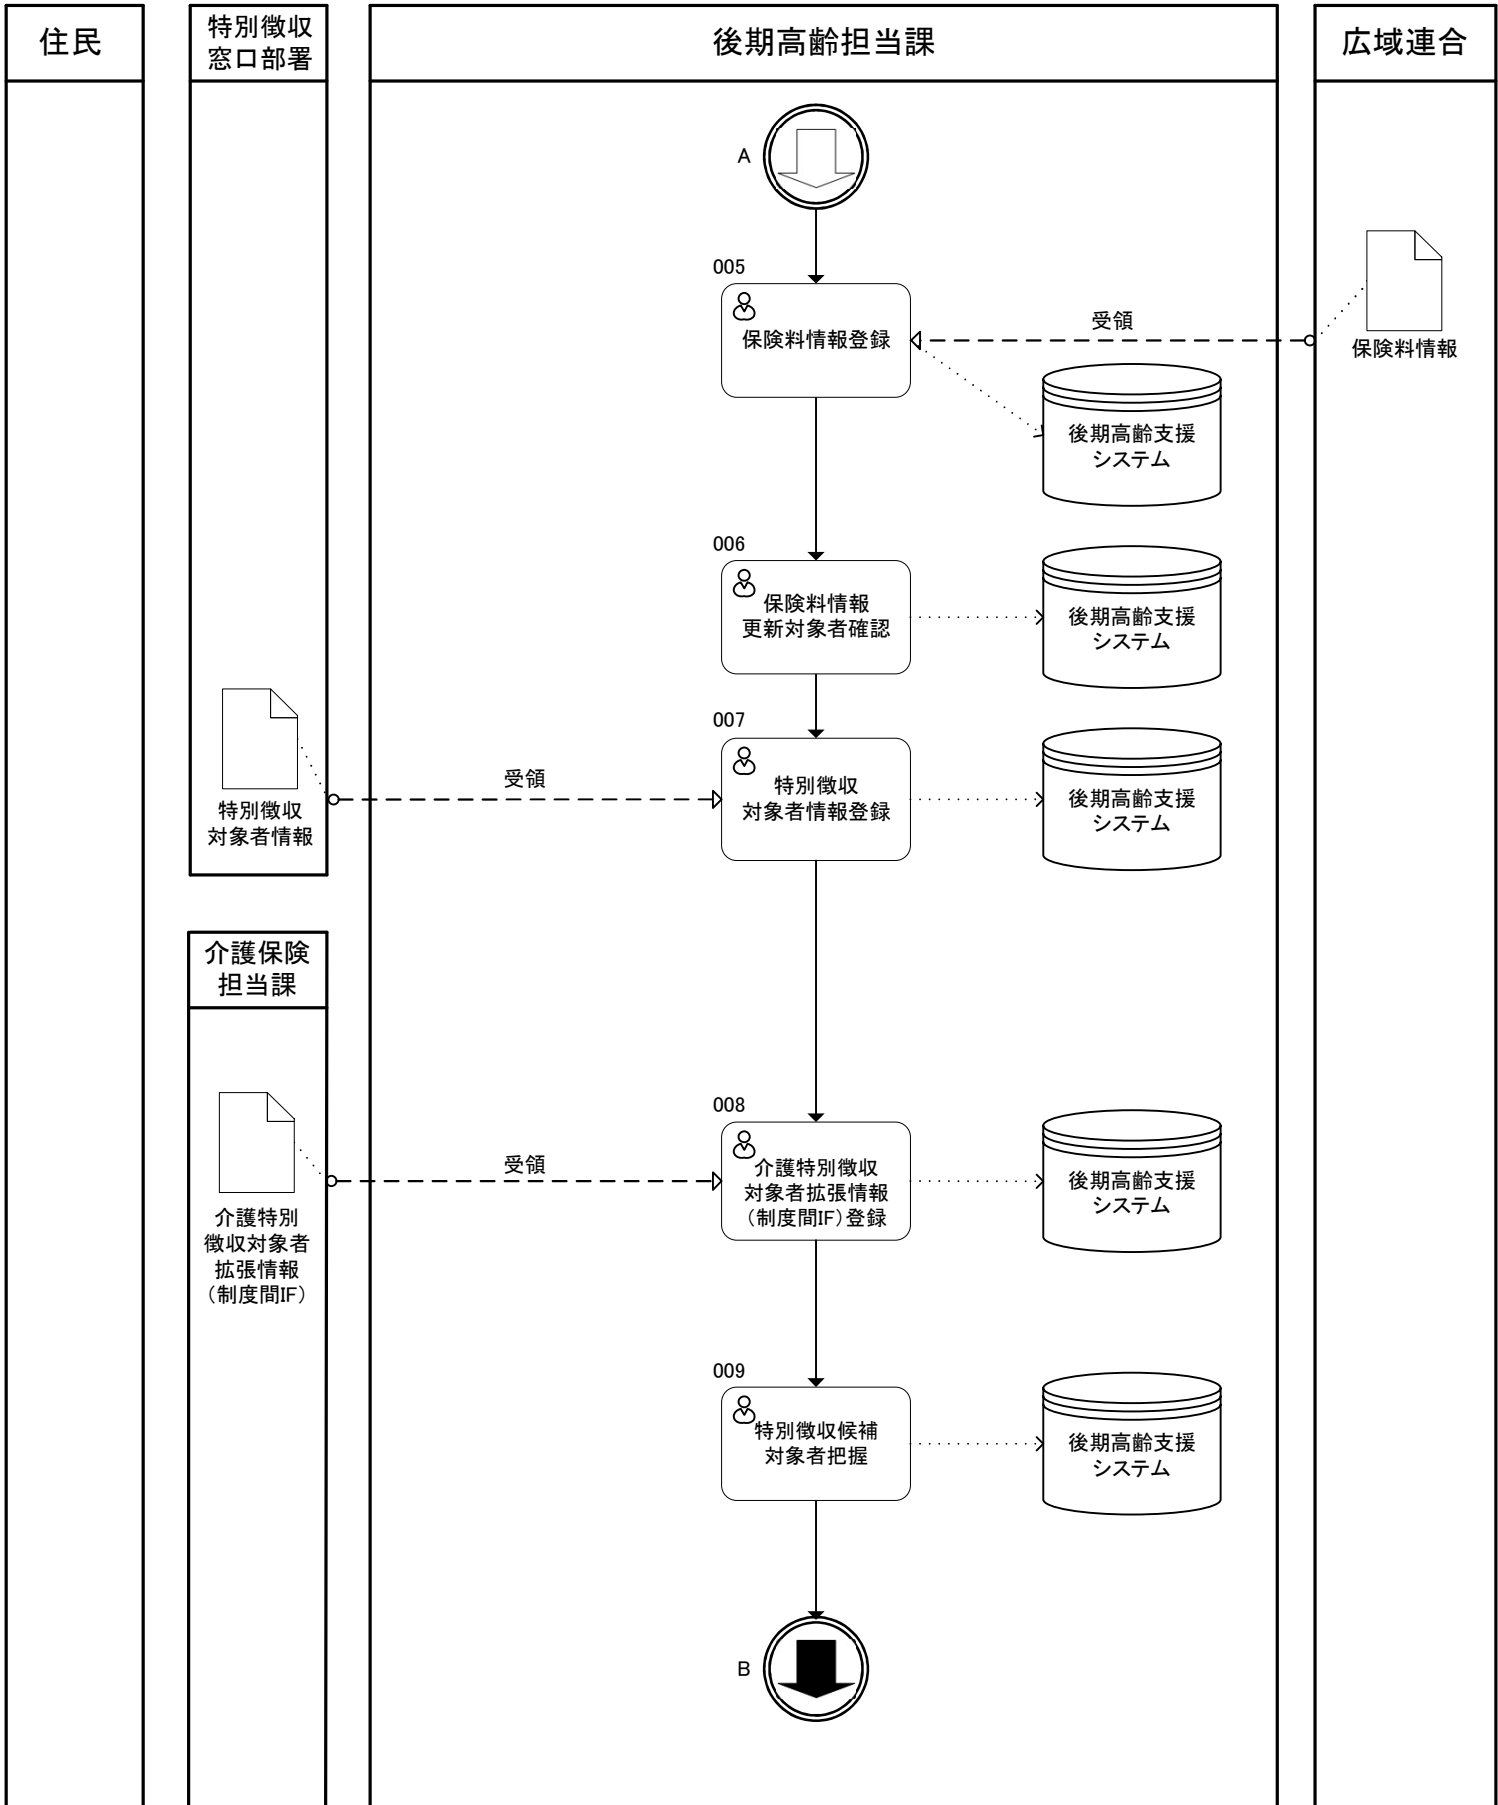 住民
特別徴収
窓口部署
後期高齢担当課
広域連合
A
005
保険料情報登録
受領
保険料情報
後期高齢支援
システム
006
保険料情報
更新対象者確認
後期高齢支援
システム
007
特別徴収
対象者情報登録
受領
特別徴収
対象者情報
後期高齢支援
システム
介護保険
担当課
008
介護特別徴収
対象者拡張情報
（制度間IF）登録
受領
介護特別
徴収対象者
拡張情報
（制度間IF）
後期高齢支援
システム
009
特別徴収候補
対象者把握
後期高齢支援
システム
B